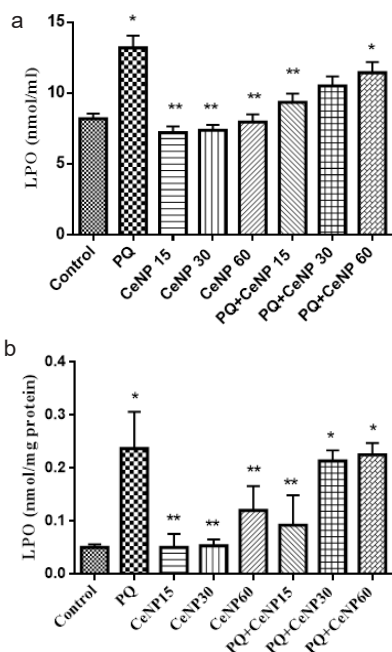 a
LPO (nmol/ml)
15
10
5
0
*
**
**
**
**
*
Control
PQ
CeNP 15
CeNP 30
CeNP 60
PQ+CeNP 15
PQ+CeNP 30
PQ+CeNP 60
b
LPO (nmol/mg protein)
0.4
0.3
0.2
0.1
0.0
*
**
**
**
**
*
*
Control
PQ
CeNP15
CeNP30
CeNP60
PQ+CeNP15
PQ+CeNP30
PQ+CeNP60